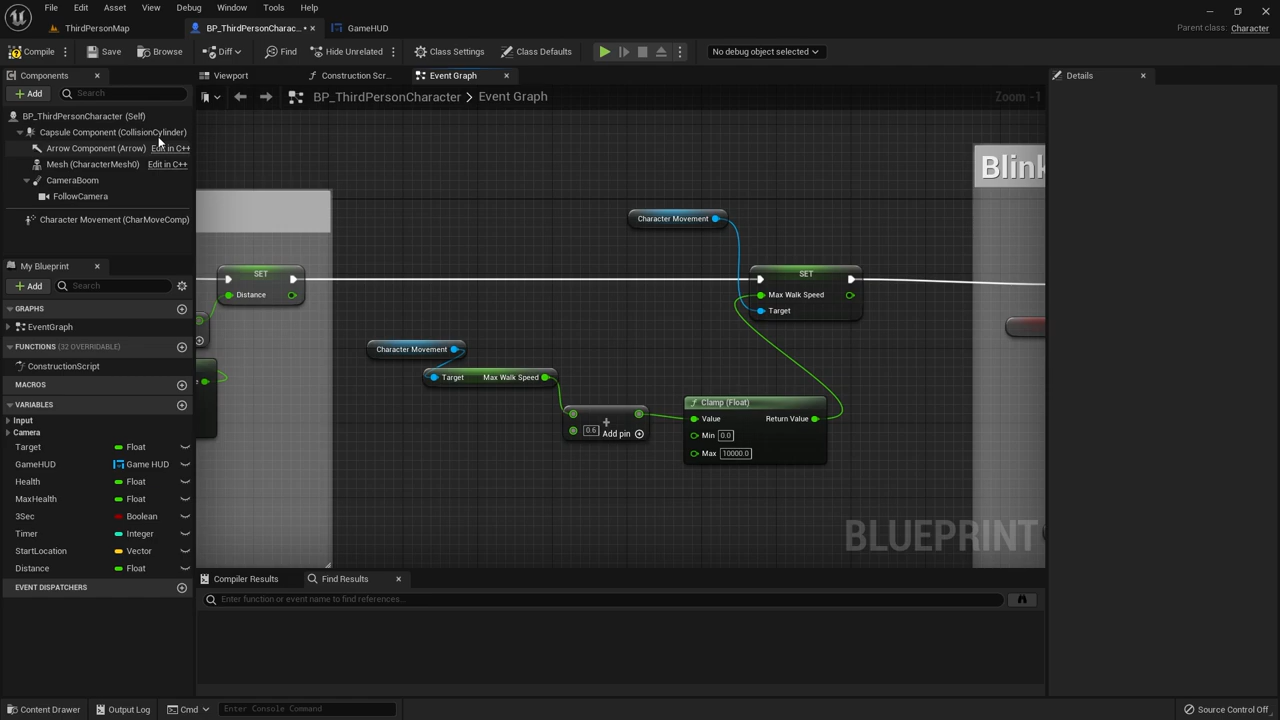 File Edit Asset View Debug Window Tools Help
ThirdPersonMap BP_ThirdPersonCharac... • GameHUD Parent class: Character
Compile Save Browse Diff Find Hide Unrelated Class Settings Class Defaults No debug object selected
Components Viewport Construction Scr... Event Graph Details
Add Search BP_ThirdPersonCharacter > Event Graph Zoom -1
BP_ThirdPersonCharacter (Self)
Capsule Component (CollisionCylinder)
Arrow Component (Arrow) Edit in C++
Mesh (CharacterMesh0) Edit in C++
CameraBoom
FollowCamera
Character Movement (CharMoveComp)
My Blueprint
Add Search
GRAPHS
EventGraph
FUNCTIONS (32 OVERRIDABLE)
ConstructionScript
MACROS
VARIABLES
Input
Camera
Target Float
GameHUD Game HUD
Health Float
MaxHealth Float
3Sec Boolean
Timer Integer
StartLocation Vector
Distance Float
EVENT DISPATCHERS
Blink
Character Movement
SET
Distance
SET
Max Walk Speed
Target
Character Movement
Target Max Walk Speed
+
0.6 Add pin
Clamp (Float)
Value Return Value
Min 0.0
Max 10000.0
BLUEPRINT
Compiler Results Find Results
Enter function or event name to find references...
Content Drawer Output Log Cmd Enter Console Command Source Control Off